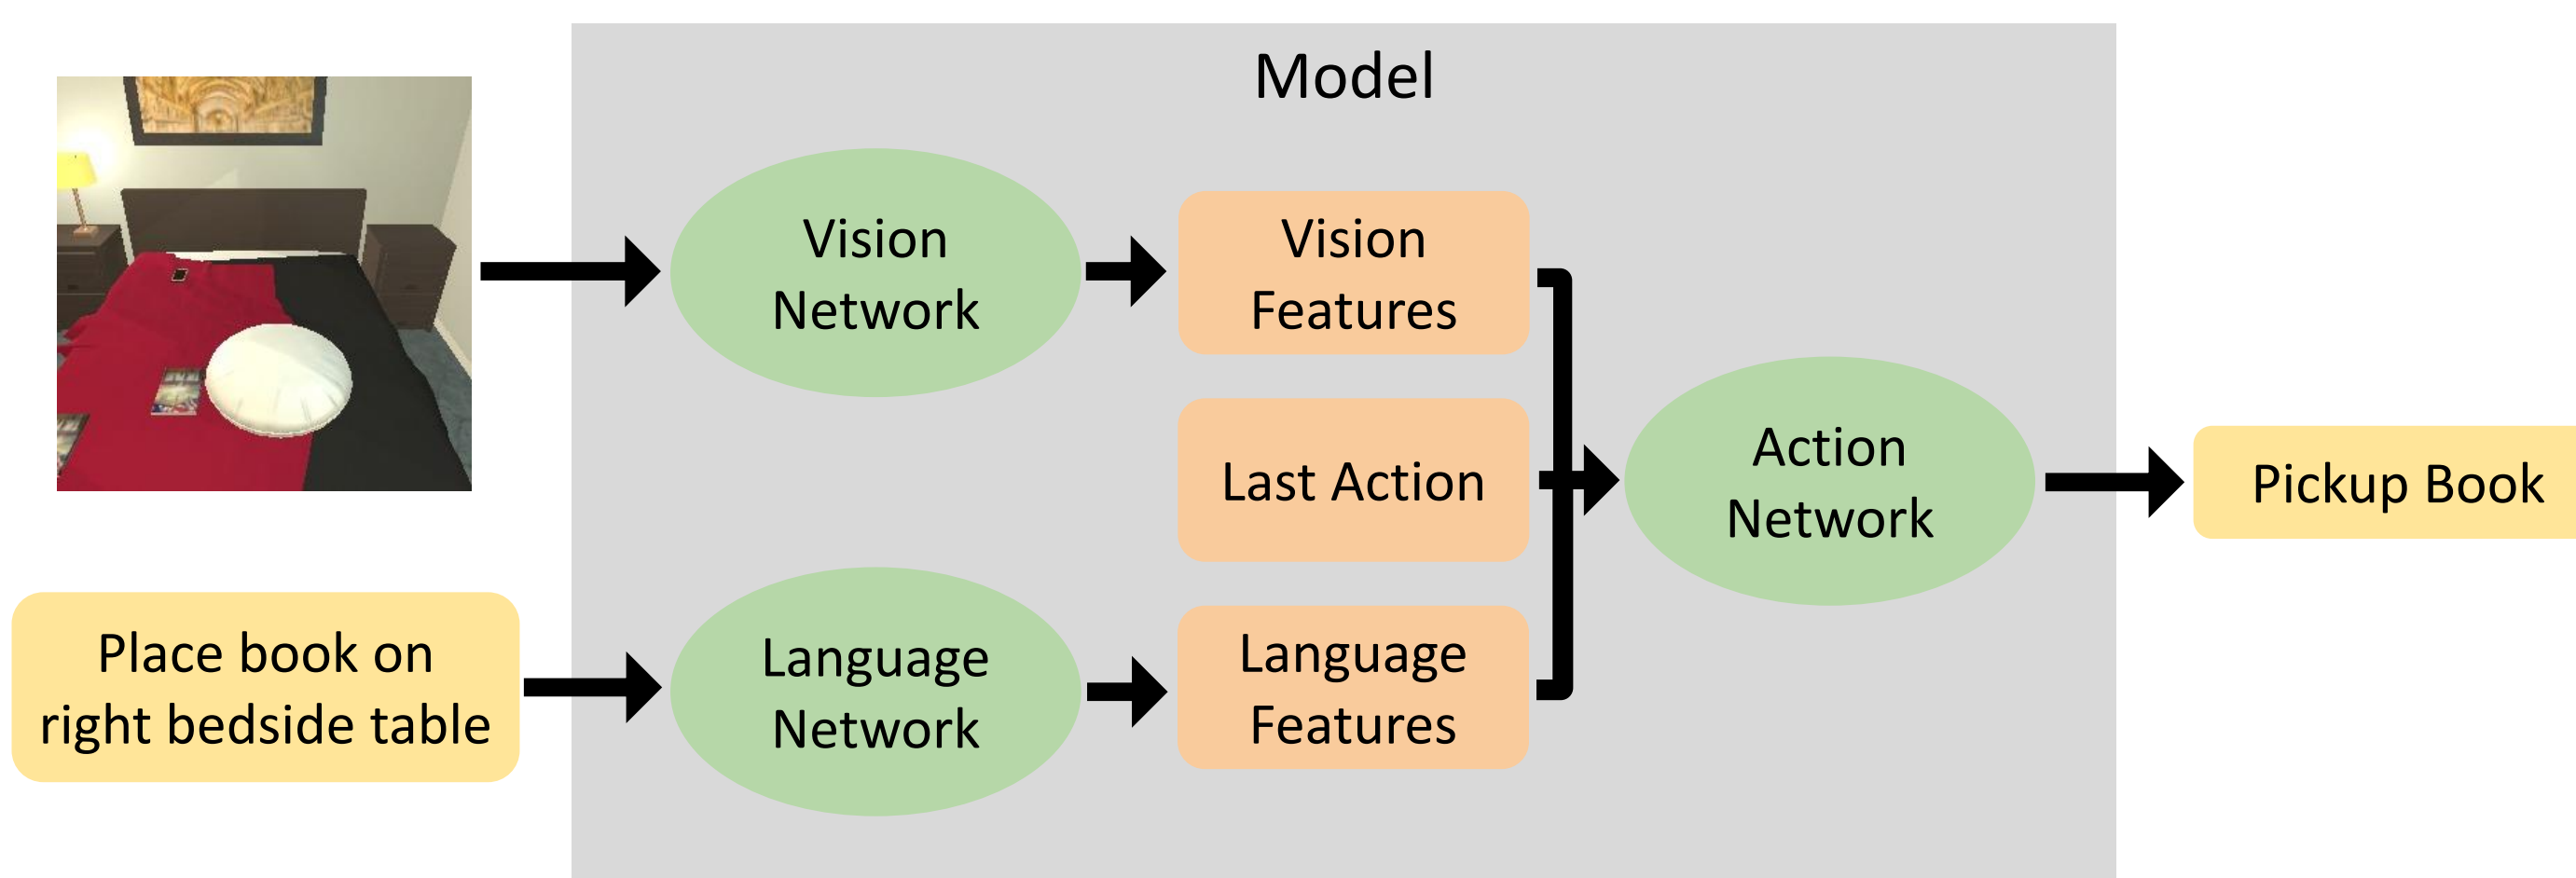 Model
Vision
Network
Vision
Features
Last Action
Action
Network
Pickup Book
Place book on
right bedside table
Language
Network
Language
Features